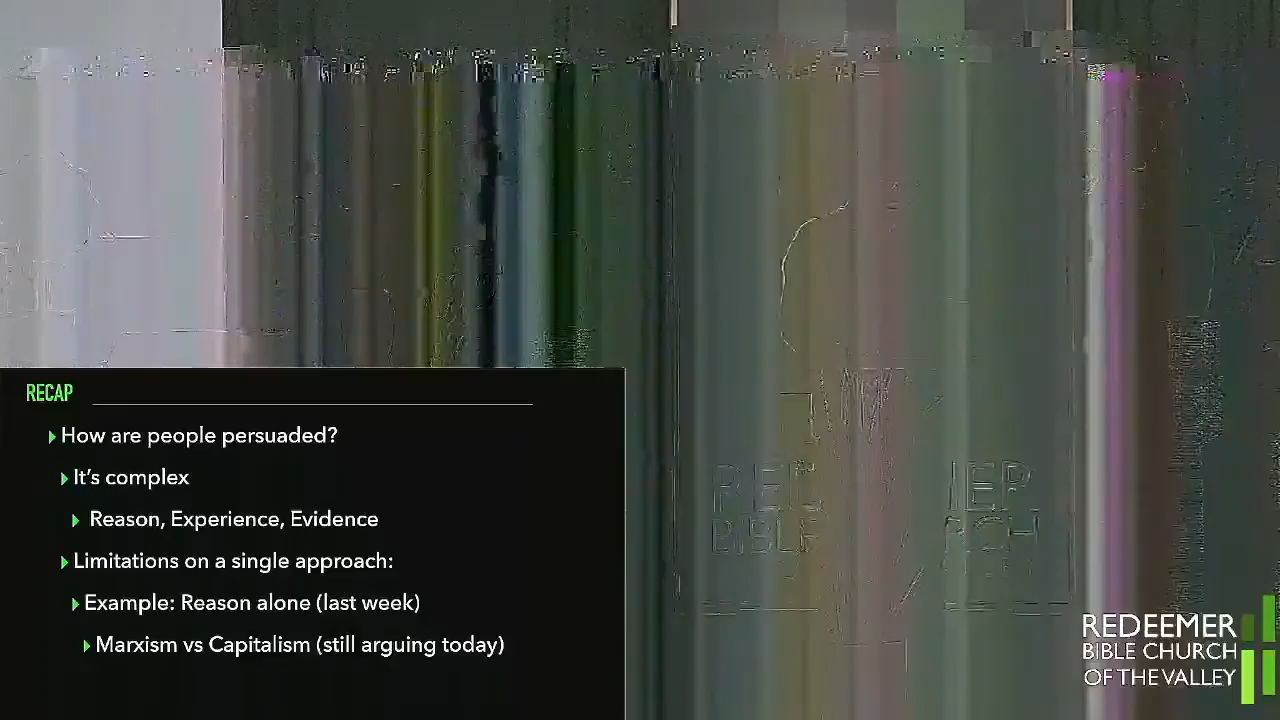 RECAP
How are people persuaded?
It's complex
Reason, Experience, Evidence
Limitations on a single approach:
Example: Reason alone (last week)
Marxism vs Capitalism (still arguing today)
BIBLE
REDEEMER
BIBLE CHURCH
OF THE VALLEY